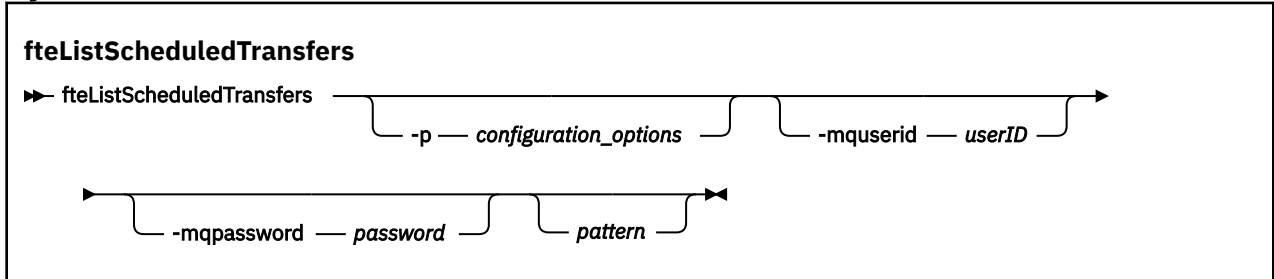 fteListScheduledTransfers
fteListScheduledTransfers
-p configuration_options -mquserid userID
-mqpassword password pattern